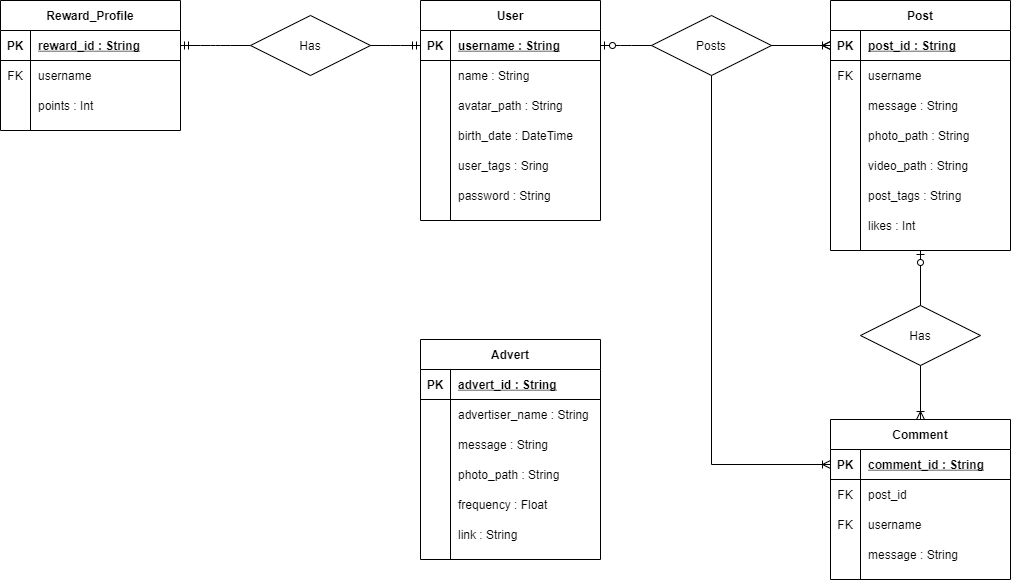 Reward_Profile
PK reward_id : String
FK username
points : Int
Has
User
PK username : String
name : String
avatar_path : String
birth_date : DateTime
user_tags : Sring
password : String
Posts
Post
PK post_id : String
FK username
message : String
photo_path : String
video_path : String
post_tags : String
likes : Int
Has
Advert
PK advert_id : String
advertiser_name : String
message : String
photo_path : String
frequency : Float
link : String
Comment
PK comment_id : String
FK post_id
FK username
message : String